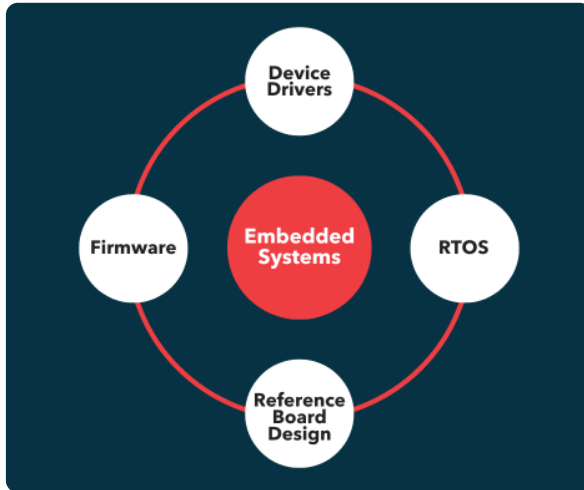 Device
Drivers
Firmware
Embedded
Systems
RTOS
Reference
Board
Design